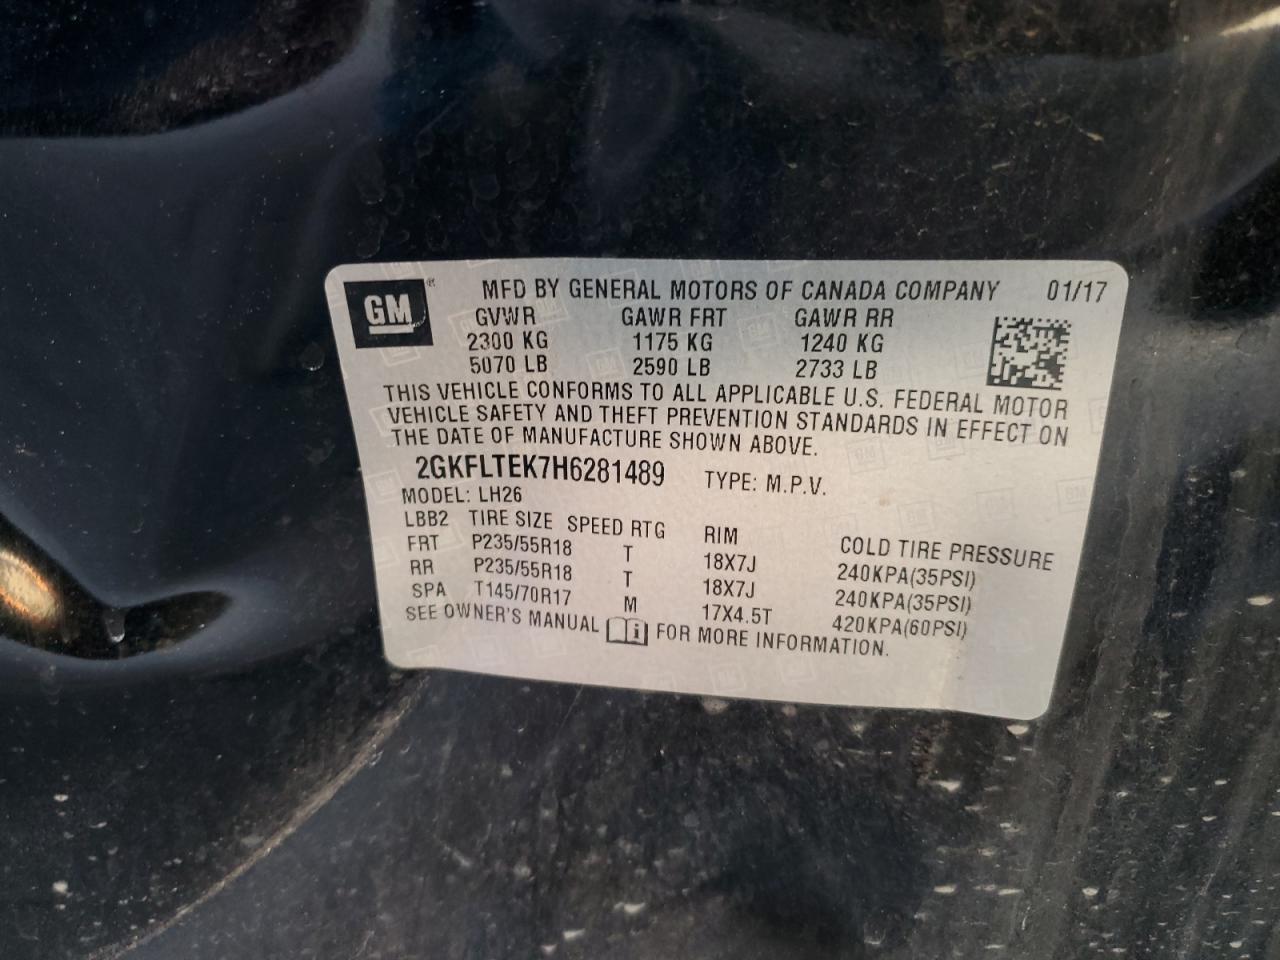 GM ® MFD BY GENERAL MOTORS OF CANADA COMPANY 01/17
GVWR GAWR FRT GAWR RR
2300 KG 1175 KG 1240 KG
5070 LB 2590 LB 2733 LB
THIS VEHICLE CONFORMS TO ALL APPLICABLE U.S. FEDERAL MOTOR
VEHICLE SAFETY AND THEFT PREVENTION STANDARDS IN EFFECT ON
THE DATE OF MANUFACTURE SHOWN ABOVE.
2GKFLTEK7H6281489 TYPE: M.P.V.
MODEL: LH26
LBB2 TIRE SIZE SPEED RTG RIM COLD TIRE PRESSURE
FRT P235/55R18 T 18X7J 240KPA(35PSI)
RR P235/55R18 T 18X7J 240KPA(35PSI)
SPA T145/70R17 M 17X4.5T 420KPA(60PSI)
SEE OWNER'S MANUAL i FOR MORE INFORMATION.